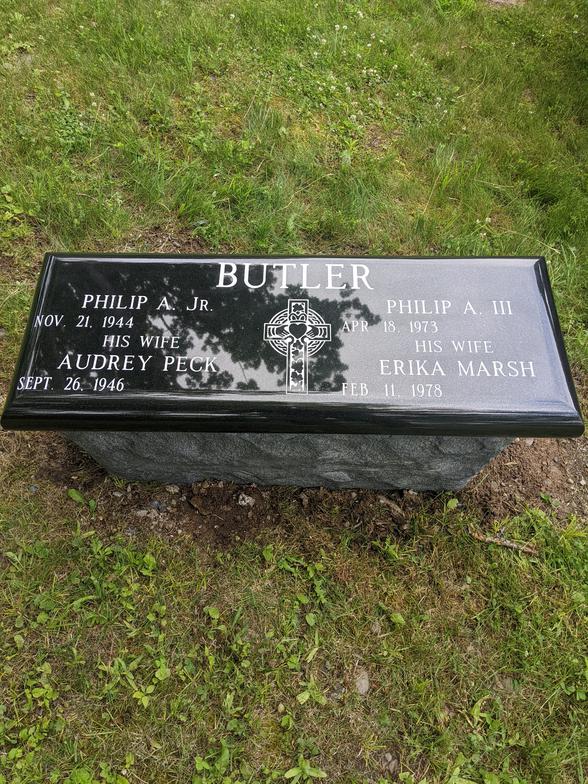 BUTLER
PHILIP A. JR.
NOV. 21, 1944
HIS WIFE
AUDREY PECK
SEPT. 26, 1946
PHILIP A. III
APR. 18, 1973
HIS WIFE
ERIKA MARSH
FEB. 11, 1978